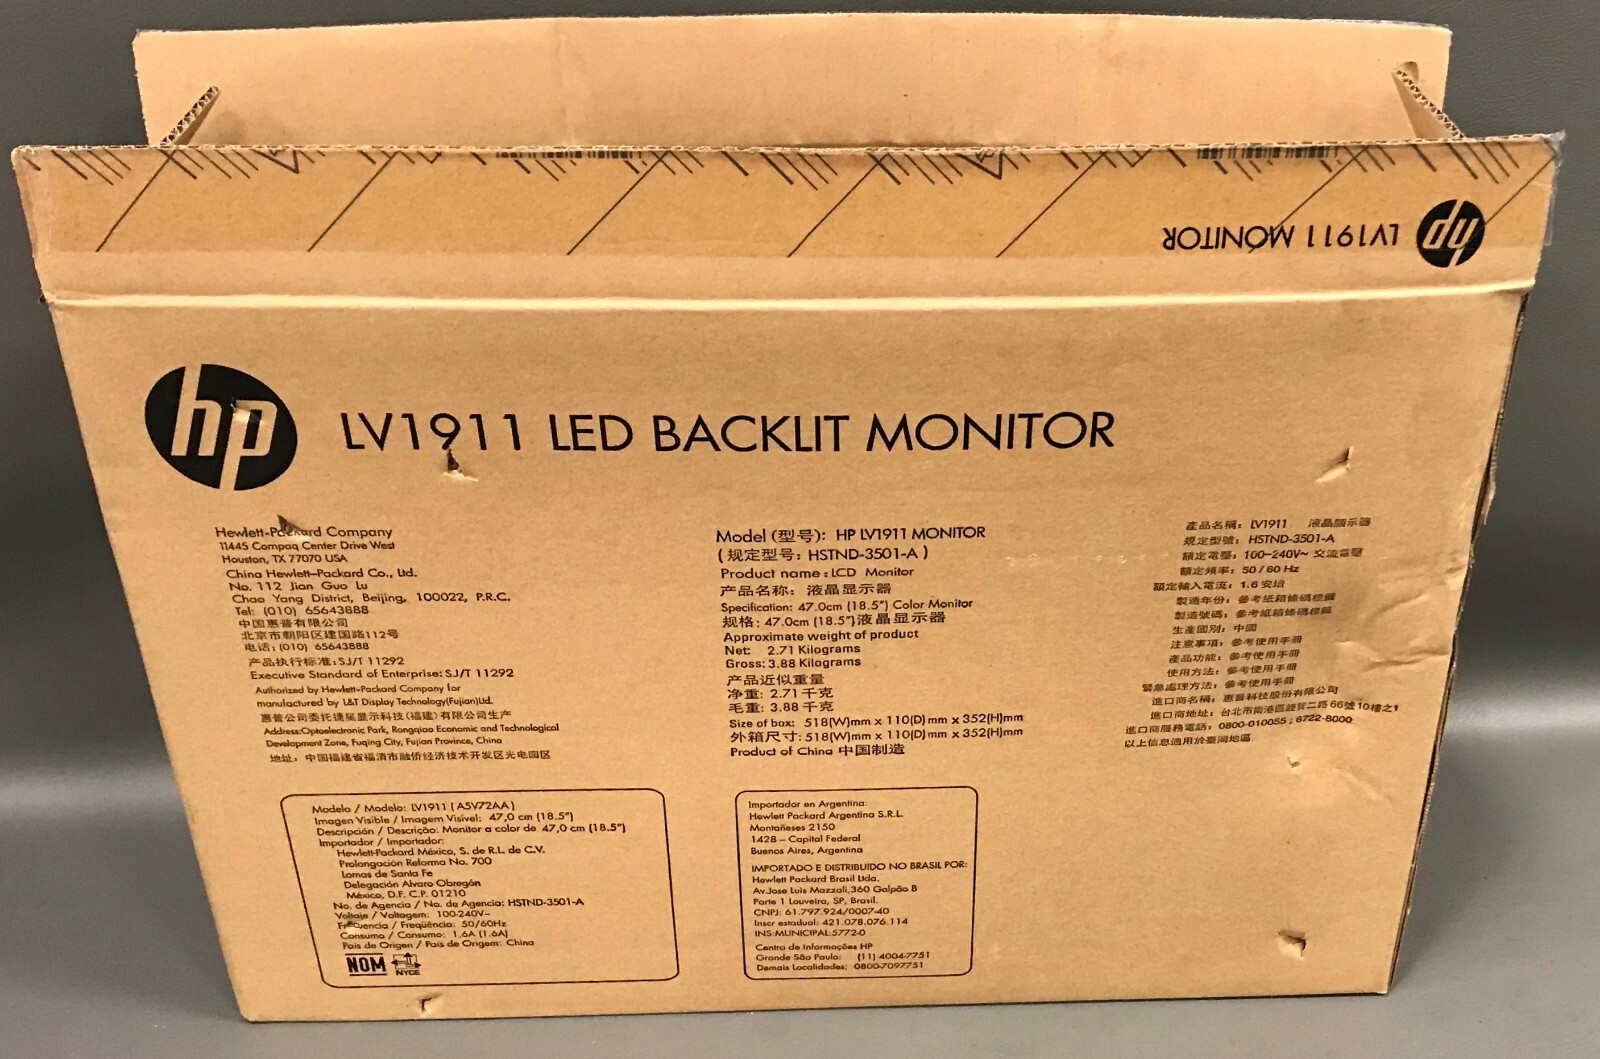 hp LV1911 MONITOR
hp
LV1911 LED BACKLIT MONITOR
Hewlett-Packard Company
11445 Compaq Center Drive West
Houston, TX 77070 USA
China Hewlett-Packard Co., Ltd.
No. 112 Jian Guo Lu
Chao Yang District, Beijing, 100022, P.R.C.
Tel: (010) 65643888
中国惠普有限公司
北京市朝阳区建国路112号
电话: (010) 65643888
产品执行标准: SJ/T 11292
Executive Standard of Enterprise: SJ/T 11292
Authorized by Hewlett-Packard Company for
manufactured by L&T Display Technology(Fujian)Ltd.
惠普公司委托捷星显示科技(福建)有限公司生产
Address:Optoelectronic Park, Rongqiao Economic and Technological
Development Zone, Fuqing City, Fujian Province, China
地址: 中国福建省福清市融侨经济技术开发区光电园区
Model (型号): HP LV1911 MONITOR
(规定型号: HSTND-3501-A)
Product name: LCD Monitor
产品名称: 液晶显示器
Specification: 47.0cm (18.5") Color Monitor
规格: 47.0cm (18.5")液晶显示器
Approximate weight of product
Net: 2.71 Kilograms
Gross: 3.88 Kilograms
产品近似重量
净重: 2.71 千克
毛重: 3.88 千克
Size of box: 518(W)mm x 110(D)mm x 352(H)mm
外箱尺寸: 518(W)mm x 110(D)mm x 352(H)mm
Product of China 中国制造
產品名稱: LV1911 液晶顯示器
規定型號: HSTND-3501-A
額定電壓: 100-240V~ 交流電壓
額定頻率: 50/60 Hz
額定輸入電流: 1.6 安培
製造年份: 參考紙箱條碼標籤
製造號碼: 參考紙箱條碼標籤
生產國別: 中國
注意事項: 參考使用手冊
產品功能: 參考使用手冊
使用方法: 參考使用手冊
緊急處理方法: 參考使用手冊
進口商名稱: 惠普科技股份有限公司
進口商地址: 台北市南港區經貿二路66號10樓之1
進口商服務電話: 0800-010055; 8722-8000
以上信息適用於臺灣地區
Modelo / Modelo: LV1911 (A5V72AA)
Imagen Visible / Imagem Visivel: 47,0 cm (18.5")
Descripción / Descrição: Monitor a color de 47,0 cm (18.5")
Importador / Importador:
Hewlett-Packard México, S. de R.L. de C.V.
Prolongación Reforma No. 700
Lomas de Santa Fe
Delegación Alvaro Obregón
México, D.F. C.P. 01210
No. de Agencia / No. de Agencia: HSTND-3501-A
Voltaje / Voltagem: 100-240V~
Frecuencia / Freqüência: 50/60Hz
Consumo / Consumo: 1,6A (1.6A)
País de Origen / País de Origem: China
NOM NYCE
Importador en Argentina:
Hewlett Packard Argentina S.R.L.
Montañeses 2150
1428 - Capital Federal
Buenos Aires, Argentina
IMPORTADO E DISTRIBUIDO NO BRASIL POR:
Hewlett Packard Brasil Ltda.
Av.Jose Luis Mazzali,360 Galpão B
Parte 1 Louveira, SP, Brasil.
CNPJ: 61.797.924/0007-40
Inscr estadual: 421.078.076.114
INS:MUNICIPAL:5772-0
Centro de Informações HP
Grande São Paulo: (11) 4004-7751
Demais Localidades: 0800-7097751